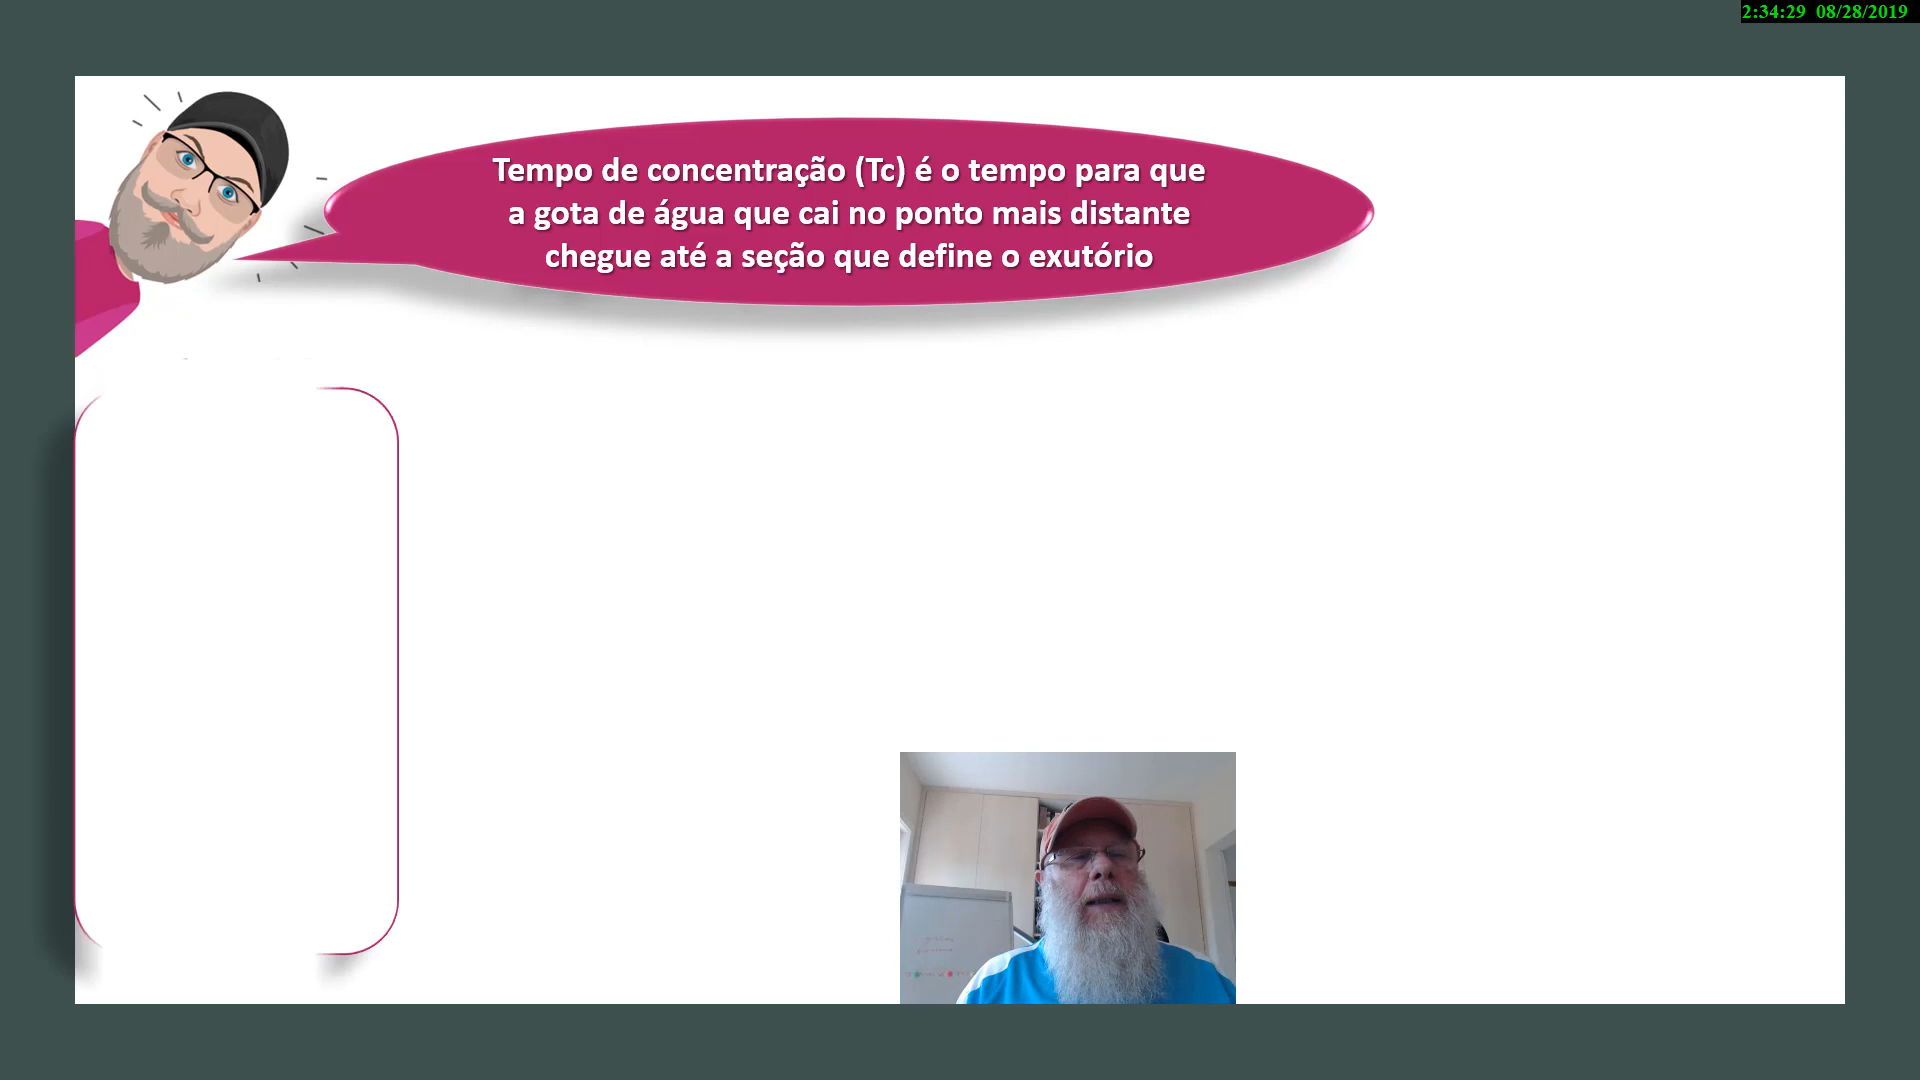 2:34:29 08/28/2019
Tempo de concentração (Tc) é o tempo para que
a gota de água que cai no ponto mais distante
chegue até a seção que define o exutório